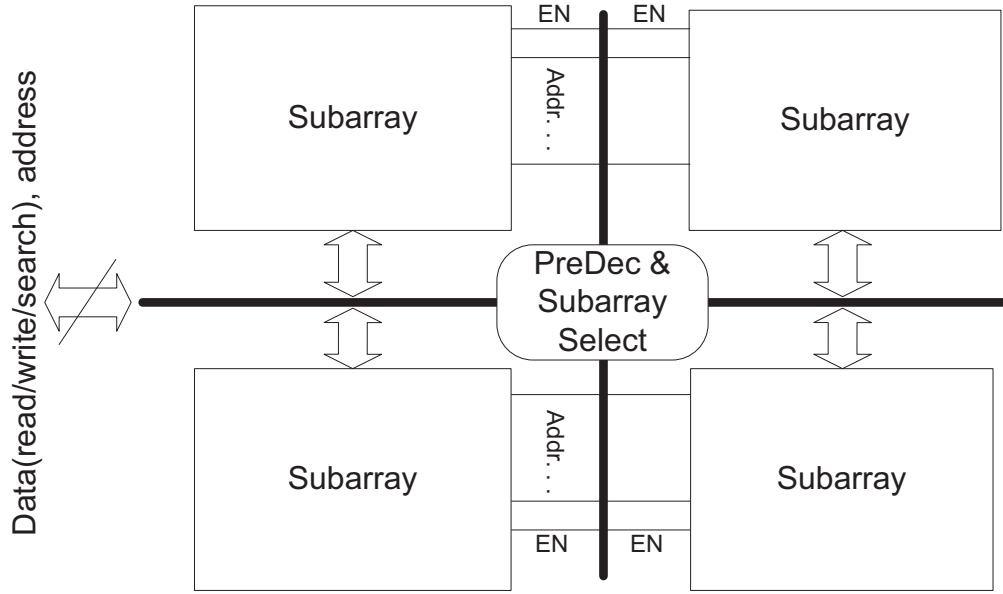 EN
EN
Subarray
Addr. . .
Subarray
Data(read/write/search), address
PreDec &
Subarray
Select
Subarray
Addr. . .
Subarray
EN
EN